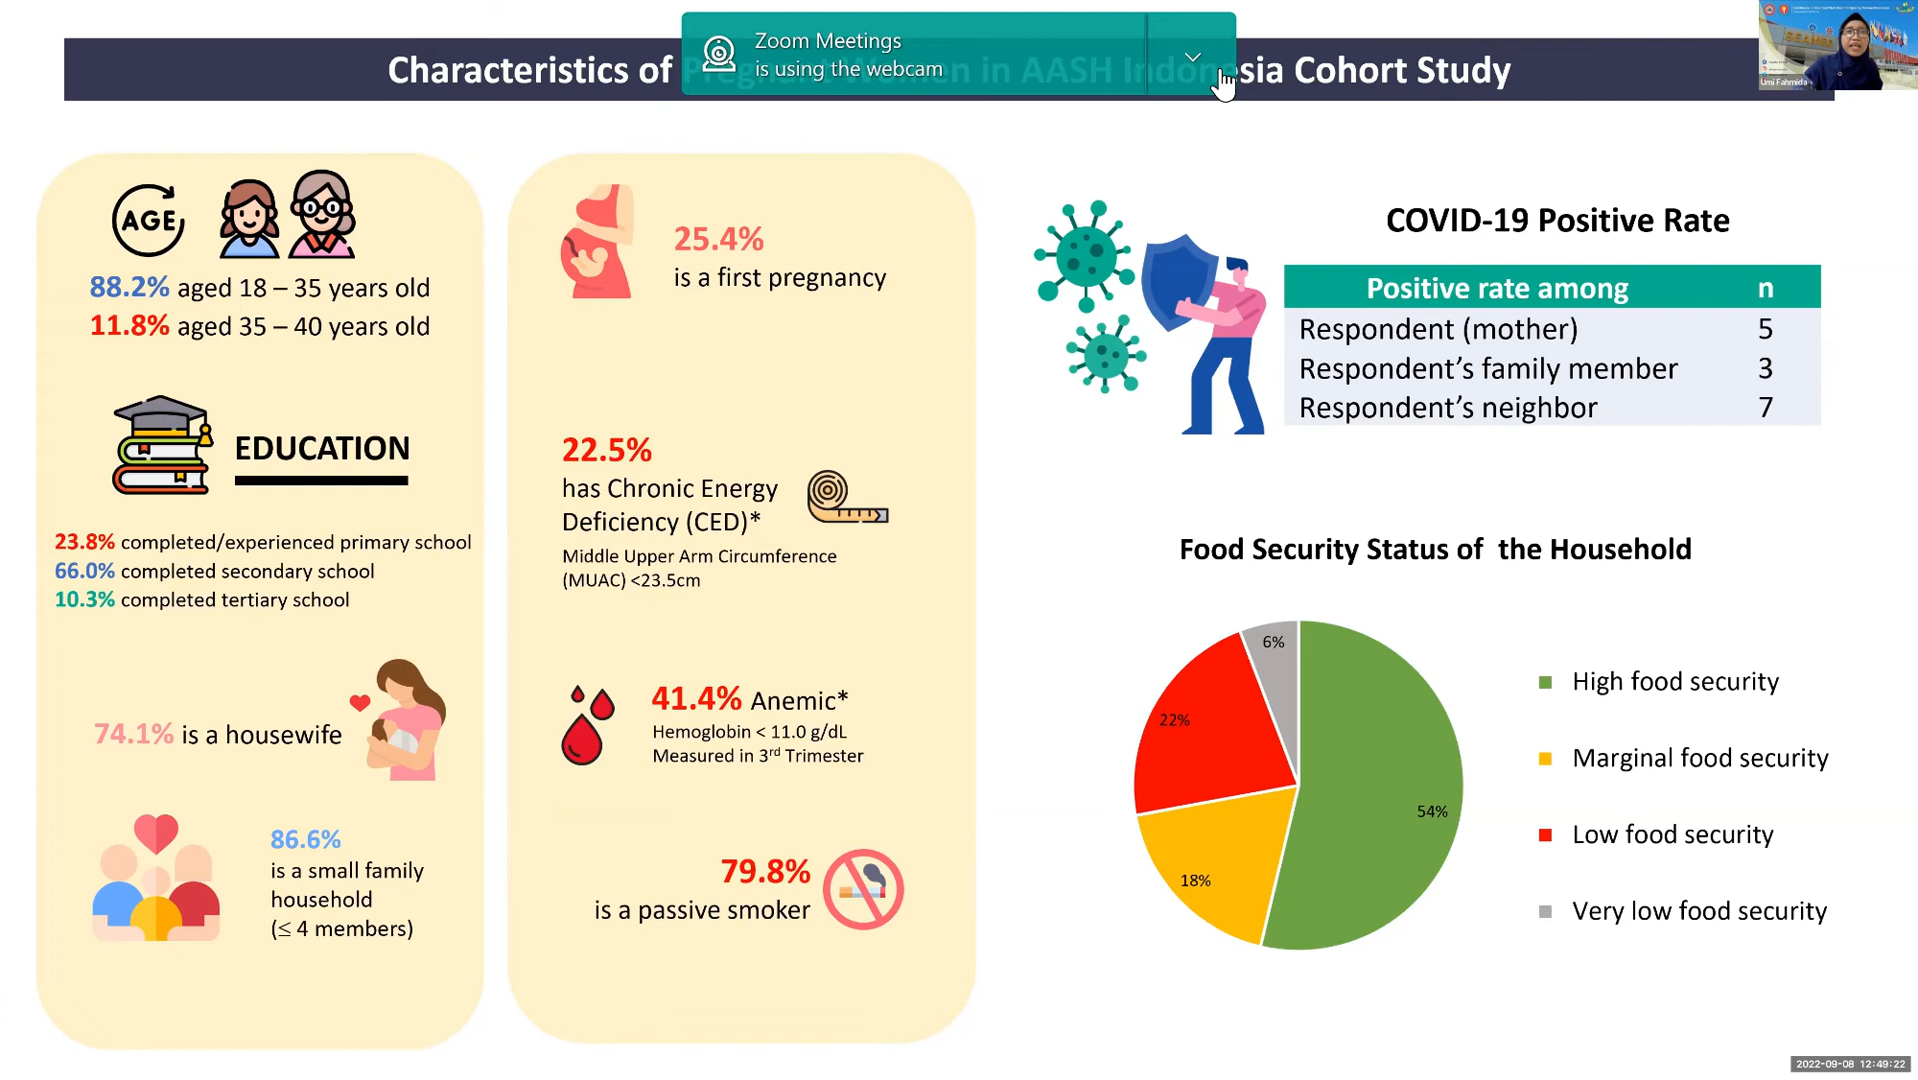 Characteristics of Pregnant Women in AASH Indonesia Cohort Study
Zoom Meetings
is using the webcam
Umi Fahmida
AGE
88.2% aged 18 – 35 years old
11.8% aged 35 – 40 years old
EDUCATION
23.8% completed/experienced primary school
66.0% completed secondary school
10.3% completed tertiary school
74.1% is a housewife
86.6%
is a small family
household
(≤ 4 members)
25.4%
is a first pregnancy
22.5%
has Chronic Energy
Deficiency (CED)*
Middle Upper Arm Circumference
(MUAC) <23.5cm
41.4% Anemic*
Hemoglobin < 11.0 g/dL
Measured in 3rd Trimester
79.8%
is a passive smoker
COVID-19 Positive Rate
Positive rate among n
Respondent (mother) 5
Respondent’s family member 3
Respondent’s neighbor 7
Food Security Status of the Household
6%
22%
54%
18%
High food security
Marginal food security
Low food security
Very low food security
2022-09-08 12:49:22